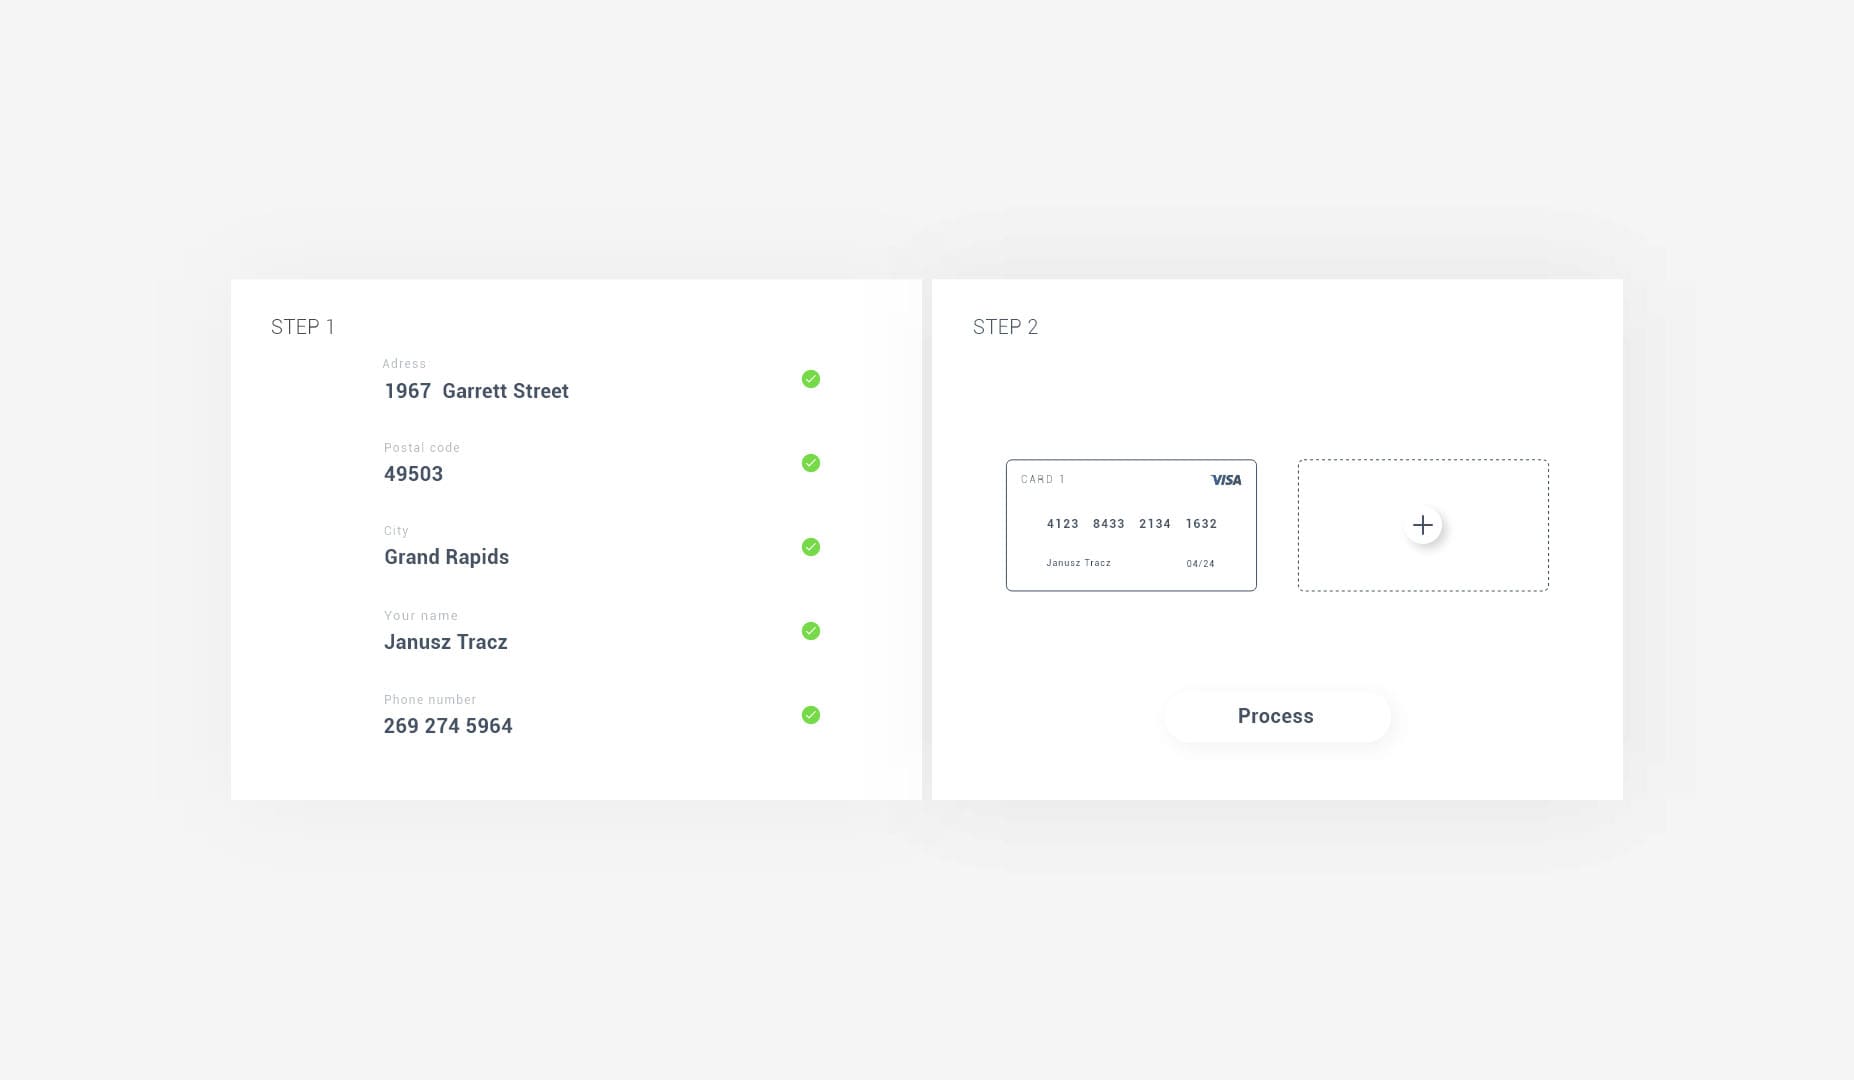 STEP 1
Adress
1967 Garrett Street
Postal code
49503
City
Grand Rapids
Your name
Janusz Tracz
Phone number
269 274 5964
STEP 2
CARD 1 VISA
4123 8433 2134 1632
Janusz Tracz 04/24
Process